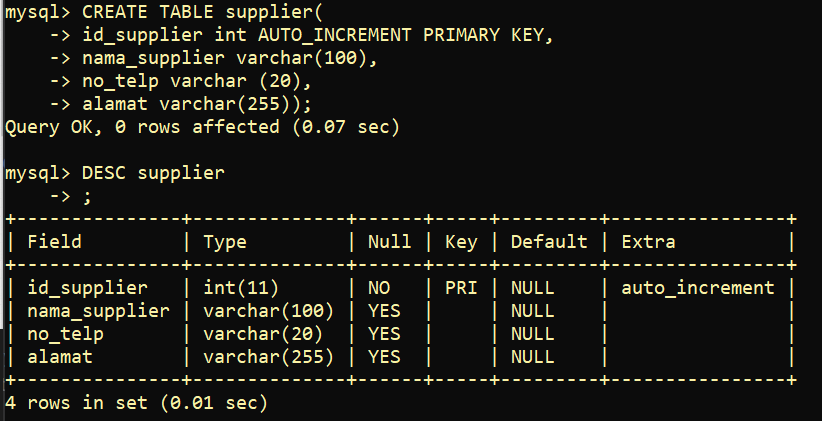 mysql> CREATE TABLE supplier(
    -> id_supplier int AUTO_INCREMENT PRIMARY KEY,
    -> nama_supplier varchar(100),
    -> no_telp varchar (20),
    -> alamat varchar(255));
Query OK, 0 rows affected (0.07 sec)

mysql> DESC supplier
    -> ;
+---------------+--------------+------+-----+---------+----------------+
| Field         | Type         | Null | Key | Default | Extra          |
+---------------+--------------+------+-----+---------+----------------+
| id_supplier   | int(11)      | NO   | PRI | NULL    | auto_increment |
| nama_supplier | varchar(100) | YES  |     | NULL    |                |
| no_telp       | varchar(20)  | YES  |     | NULL    |                |
| alamat        | varchar(255) | YES  |     | NULL    |                |
+---------------+--------------+------+-----+---------+----------------+
4 rows in set (0.01 sec)